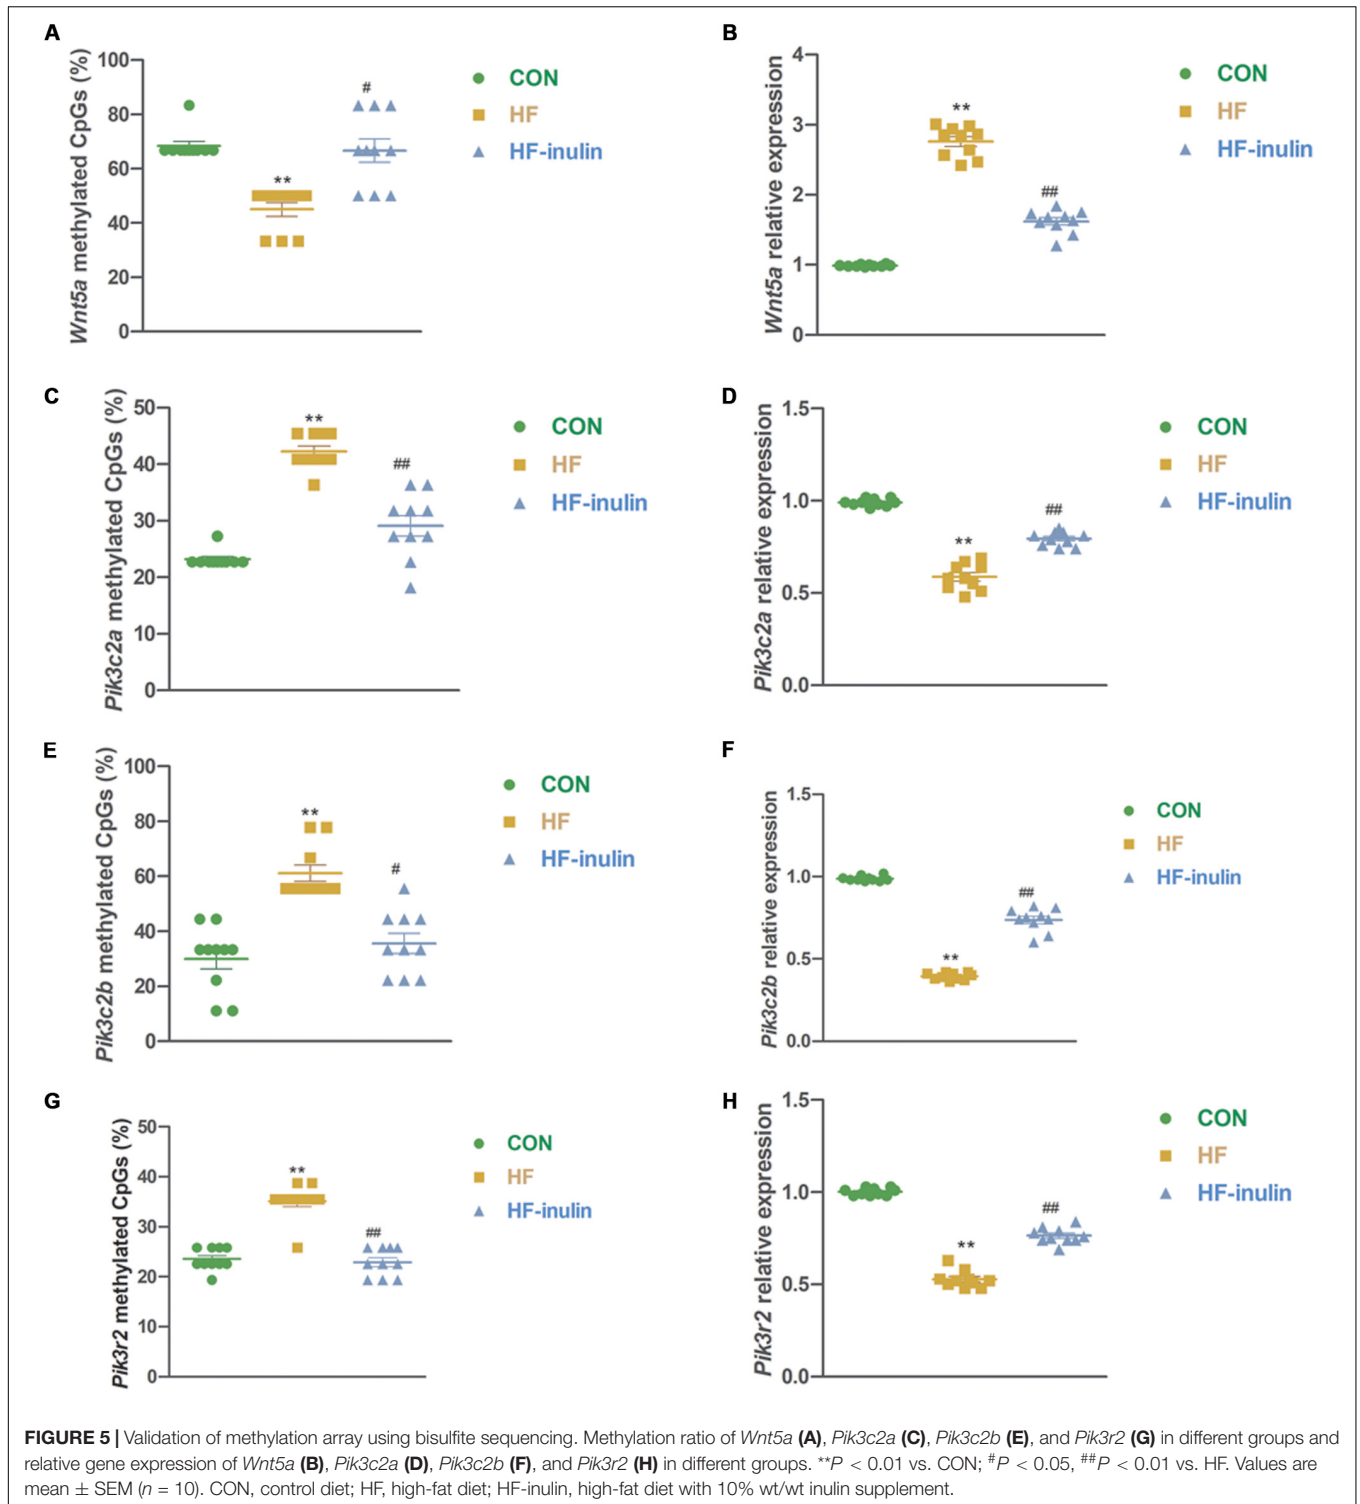 A
Wnt5a methylated CpGs (%)
100
80
60
40
20
0
**
#
CON
HF
HF-inulin
B
Wnt5a relative expression
4
3
2
1
0
**
##
CON
HF
HF-inulin
C
Pik3c2a methylated CpGs (%)
50
40
30
20
10
0
**
##
CON
HF
HF-inulin
D
Pik3c2a relative expression
1.5
1.0
0.5
0.0
**
##
CON
HF
HF-inulin
E
Pik3c2b methylated CpGs (%)
100
80
60
40
20
0
**
#
CON
HF
HF-inulin
F
Pik3c2b relative expression
1.5
1.0
0.5
0.0
**
##
CON
HF
HF-inulin
G
Pik3r2 methylated CpGs (%)
50
40
30
20
10
0
**
##
CON
HF
HF-inulin
H
Pik3r2 relative expression
1.5
1.0
0.5
0.0
**
##
CON
HF
HF-inulin
FIGURE 5 | Validation of methylation array using bisulfite sequencing. Methylation ratio of Wnt5a (A), Pik3c2a (C), Pik3c2b (E), and Pik3r2 (G) in different groups and
relative gene expression of Wnt5a (B), Pik3c2a (D), Pik3c2b (F), and Pik3r2 (H) in different groups. **P < 0.01 vs. CON; #P < 0.05, ##P < 0.01 vs. HF. Values are
mean ± SEM (n = 10). CON, control diet; HF, high-fat diet; HF-inulin, high-fat diet with 10% wt/wt inulin supplement.